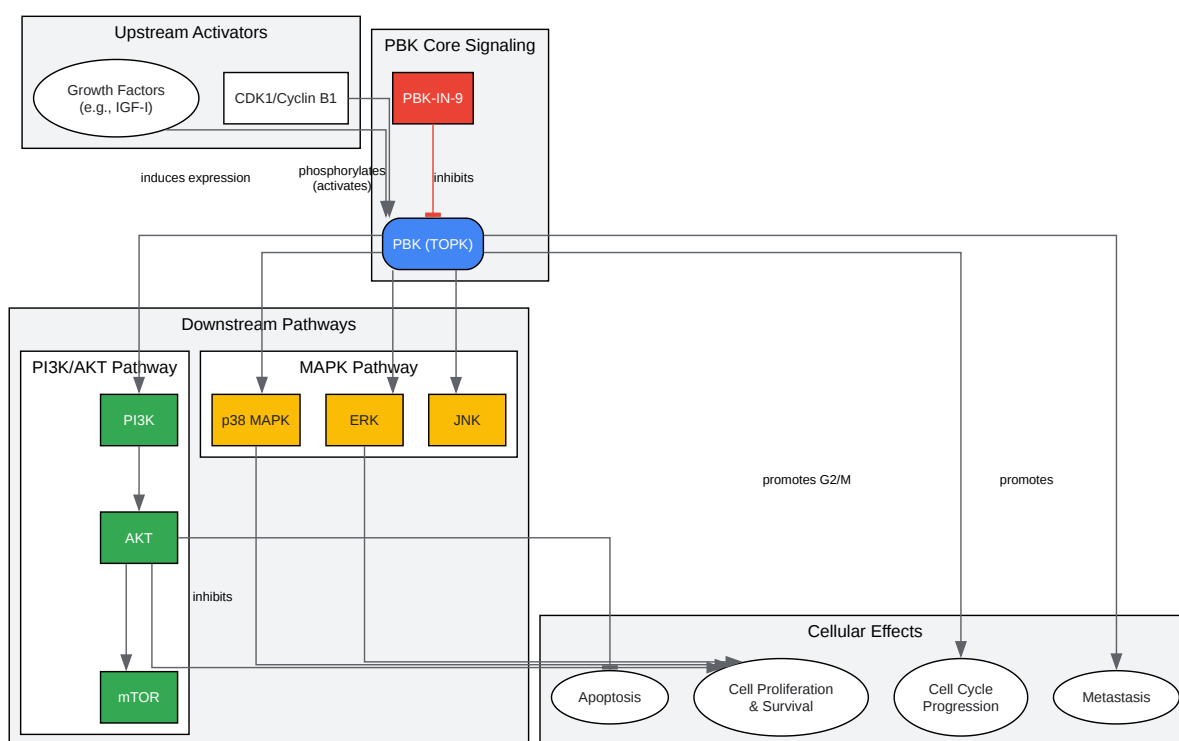 Upstream Activators
PBK Core Signaling
Growth Factors
(e.g., IGF-I)
CDK1/Cyclin B1
PBK-IN-9
induces expression
phosphorylates
(activates)
inhibits
PBK (TOPK)
Downstream Pathways
PI3K/AKT Pathway
MAPK Pathway
PI3K
p38 MAPK
ERK
JNK
promotes G2/M
promotes
AKT
inhibits
mTOR
Cellular Effects
Apoptosis
Cell Proliferation
& Survival
Cell Cycle
Progression
Metastasis